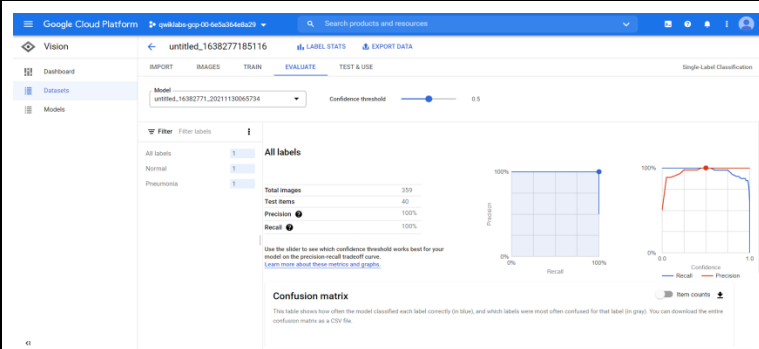 Google Cloud Platform qwiklabs-gcp-00-6e5a364e8a29 Search products and resources
Vision untitled_1638277185116 LABEL STATS EXPORT DATA
IMPORT IMAGES TRAIN EVALUATE TEST & USE Single-Label Classification
Dashboard
Datasets
Models
Model
untitled_16382771_20211130065734
Confidence threshold 0.5
Filter Filter labels
All labels 1
Normal 1
Pneumonia 1
All labels
Total images 359
Test items 40
Precision 100%
Recall 100%
Use the slider to see which confidence threshold works best for your
model on the precision-recall tradeoff curve.
Learn more about these metrics and graphs.
100%
Precision
0%
0% 100%
Recall
100%
0%
0.0 1.0
Confidence
Recall Precision
Confusion matrix
Item counts
This table shows how often the model classified each label correctly (in blue), and which labels were most often confused for that label (in gray). You can download the entire
confusion matrix as a CSV file.